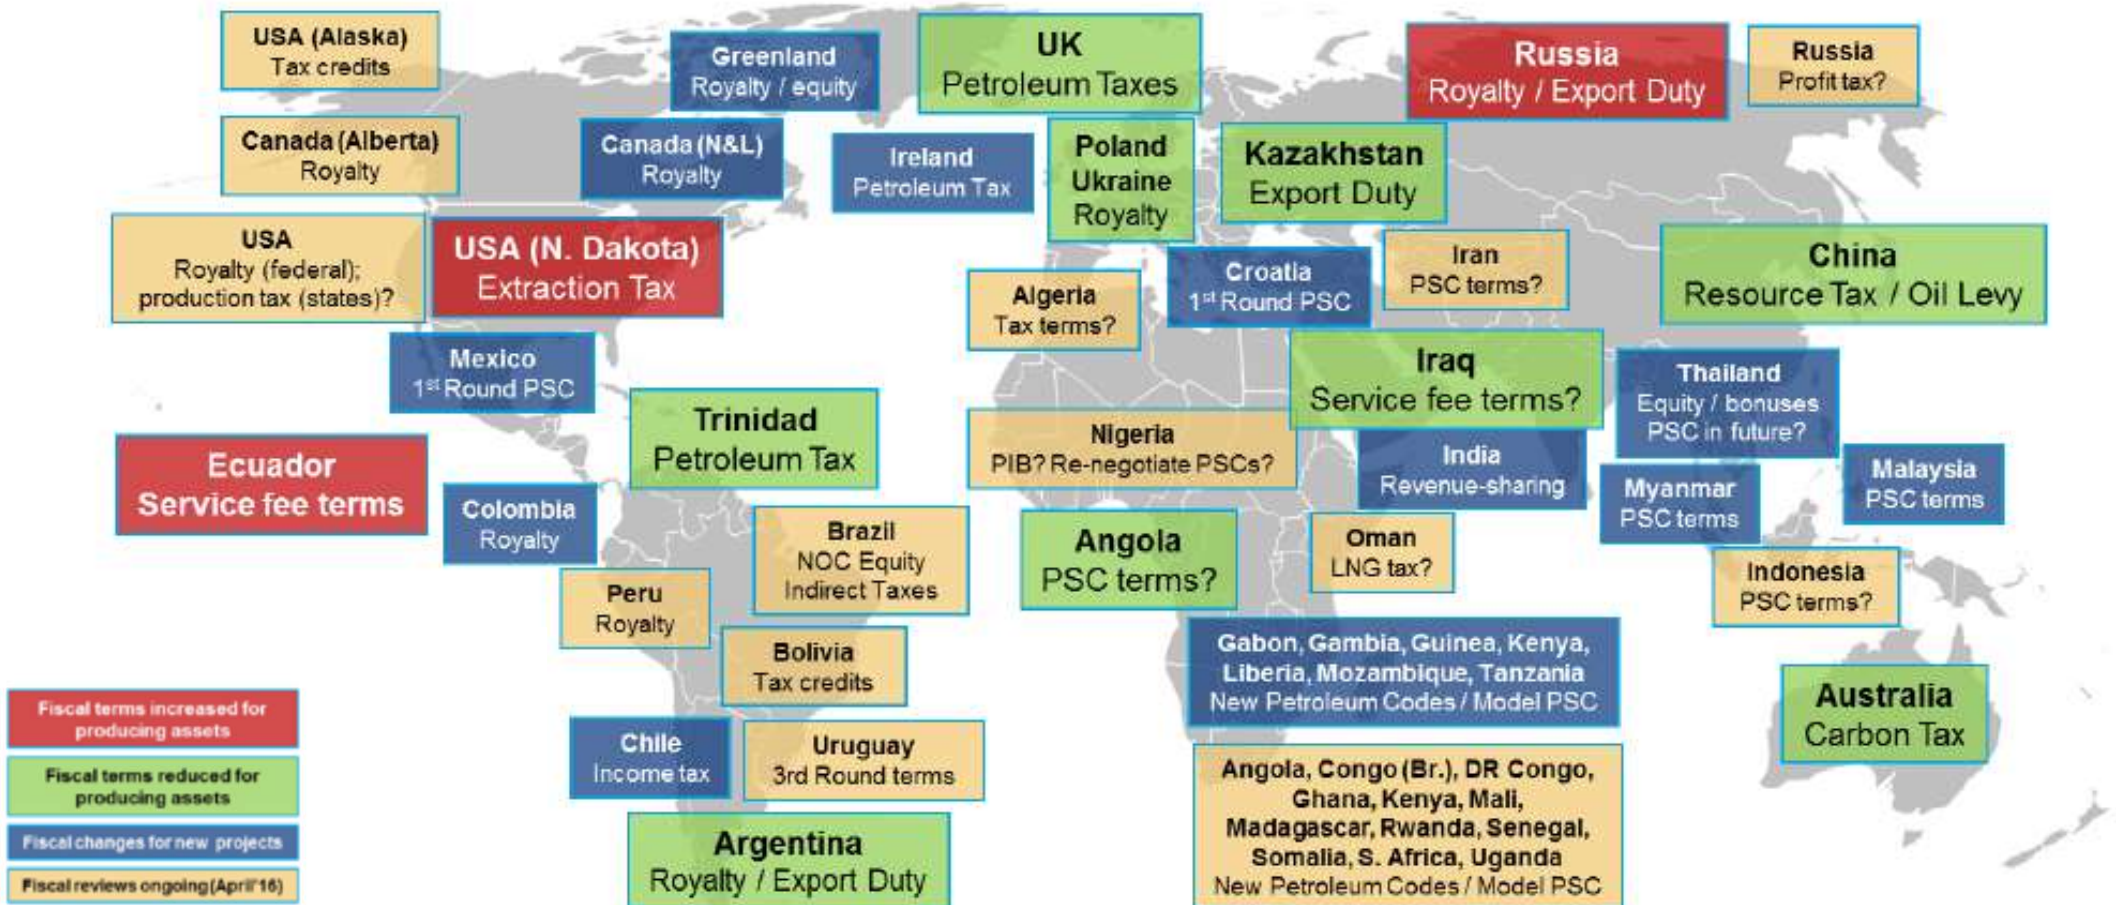 USA (Alaska)
Tax credits
Greenland
Royalty / equity
UK
Petroleum Taxes
Russia
Royalty / Export Duty
Russia
Profit tax?
Canada (Alberta)
Royalty
Canada (N&L)
Royalty
Ireland
Petroleum Tax
Poland
Ukraine
Royalty
Kazakhstan
Export Duty
USA
Royalty (federal);
production tax (states)?
USA (N. Dakota)
Extraction Tax
Algeria
Tax terms?
Croatia
1st Round PSC
Iran
PSC terms?
China
Resource Tax / Oil Levy
Mexico
1st Round PSC
Iraq
Service fee terms?
Thailand
Equity / bonuses
PSC in future?
Trinidad
Petroleum Tax
Nigeria
PIB? Re-negotiate PSCs?
India
Revenue-sharing
Myanmar
PSC terms
Malaysia
PSC terms
Ecuador
Service fee terms
Colombia
Royalty
Brazil
NOC Equity
Indirect Taxes
Angola
PSC terms?
Oman
LNG tax?
Indonesia
PSC terms?
Peru
Royalty
Bolivia
Tax credits
Gabon, Gambia, Guinea, Kenya,
Liberia, Mozambique, Tanzania
New Petroleum Codes / Model PSC
Australia
Carbon Tax
Chile
Income tax
Uruguay
3rd Round terms
Angola, Congo (Br.), DR Congo,
Ghana, Kenya, Mali,
Madagascar, Rwanda, Senegal,
Somalia, S. Africa, Uganda
New Petroleum Codes / Model PSC
Argentina
Royalty / Export Duty
Fiscal terms increased for
producing assets
Fiscal terms reduced for
producing assets
Fiscal changes for new projects
Fiscal reviews ongoing (April'16)